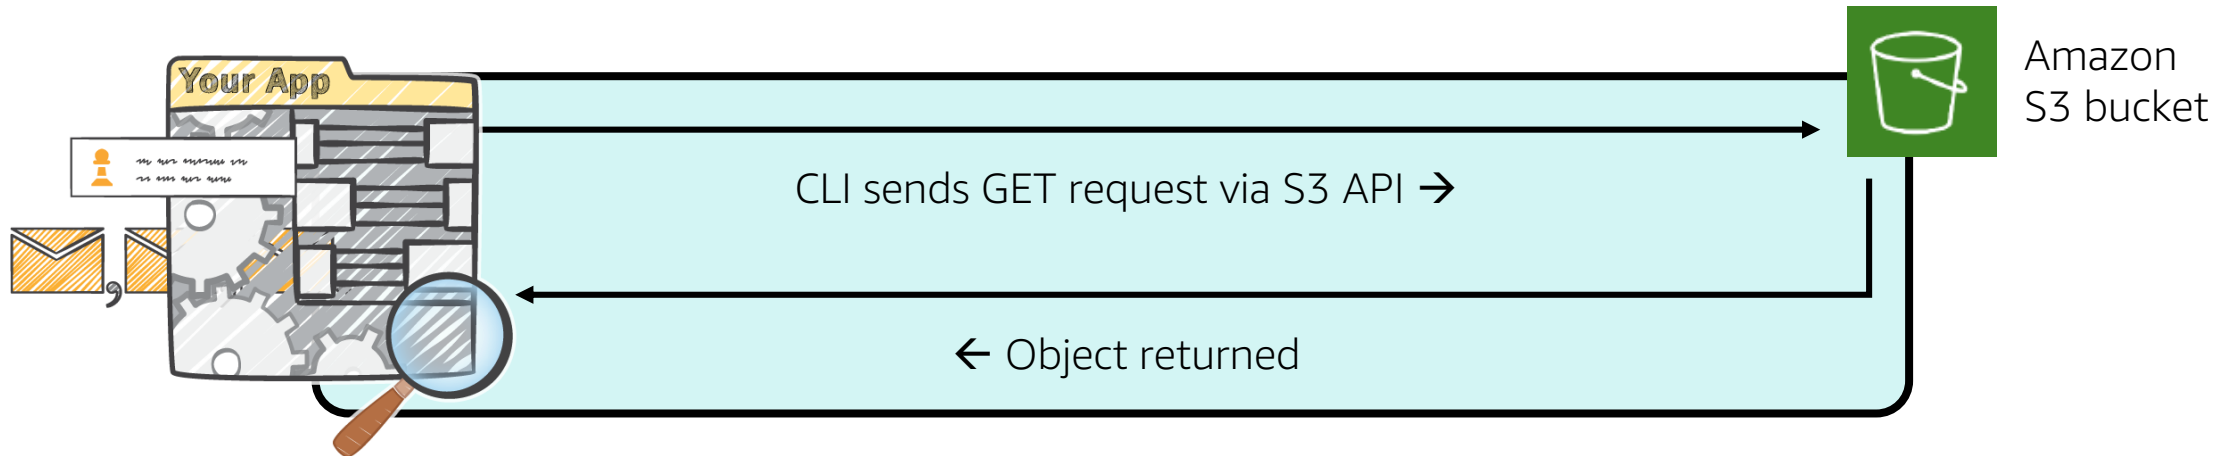 Your App
Amazon
S3 bucket
CLI sends GET request via S3 API →
← Object returned